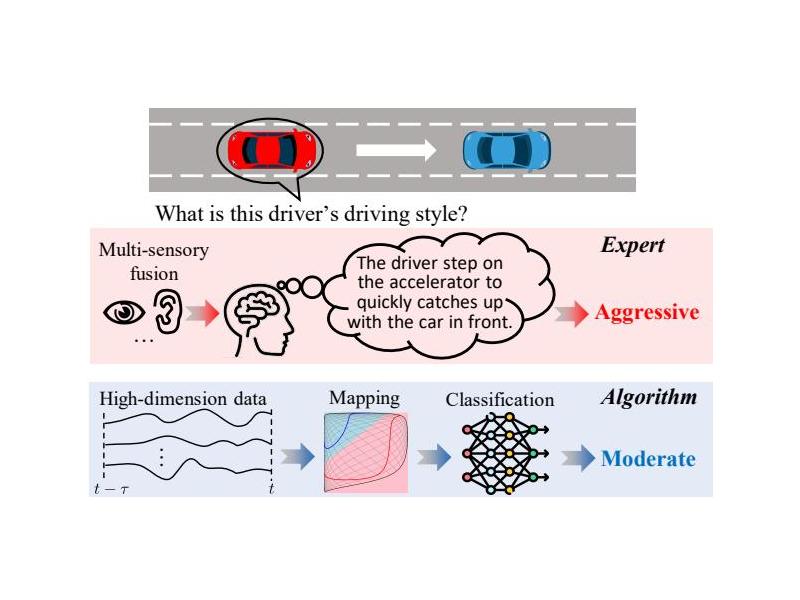 What is this driver's driving style?
Multi-sensory
fusion
...
The driver step on
the accelerator to
quickly catches up
with the car in front.
Expert
Aggressive
High-dimension data
t − τ
t
Mapping
Classification
Algorithm
Moderate